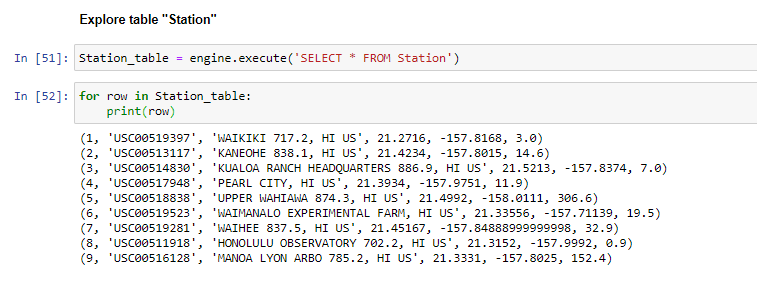 Explore table "Station"
In [51]: Station_table = engine.execute('SELECT * FROM Station')
In [52]: for row in Station_table:
print(row)
(1, 'USC00519397', 'WAIKIKI 717.2, HI US', 21.2716, -157.8168, 3.0)
(2, 'USC00513117', 'KANEOHE 838.1, HI US', 21.4234, -157.8015, 14.6)
(3, 'USC00514830', 'KUALOA RANCH HEADQUARTERS 886.9, HI US', 21.5213, -157.8374, 7.0)
(4, 'USC00517948', 'PEARL CITY, HI US', 21.3934, -157.9751, 11.9)
(5, 'USC00518838', 'UPPER WAHIAWA 874.3, HI US', 21.4992, -158.0111, 306.6)
(6, 'USC00519523', 'WAIMANALO EXPERIMENTAL FARM, HI US', 21.33556, -157.71139, 19.5)
(7, 'USC00519281', 'WAIHEE 837.5, HI US', 21.45167, -157.84888999999998, 32.9)
(8, 'USC00511918', 'HONOLULU OBSERVATORY 702.2, HI US', 21.3152, -157.9992, 0.9)
(9, 'USC00516128', 'MANOA LYON ARBO 785.2, HI US', 21.3331, -157.8025, 152.4)